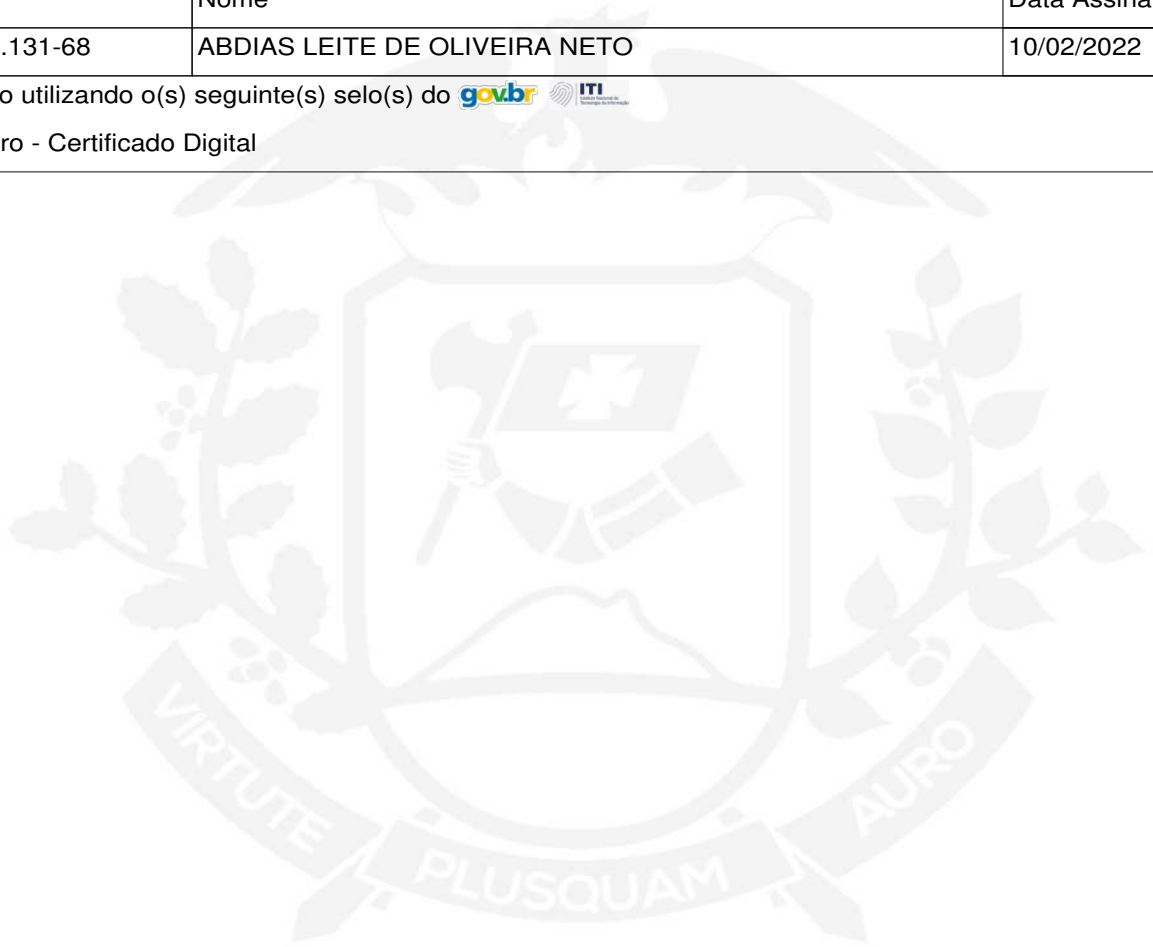 Nome Data Assina
.131-68 ABDIAS LEITE DE OLIVEIRA NETO 10/02/2022
o utilizando o(s) seguinte(s) selo(s) do gov.br ITI
ro - Certificado Digital
VIRTUTE PLUSQUAM AURO